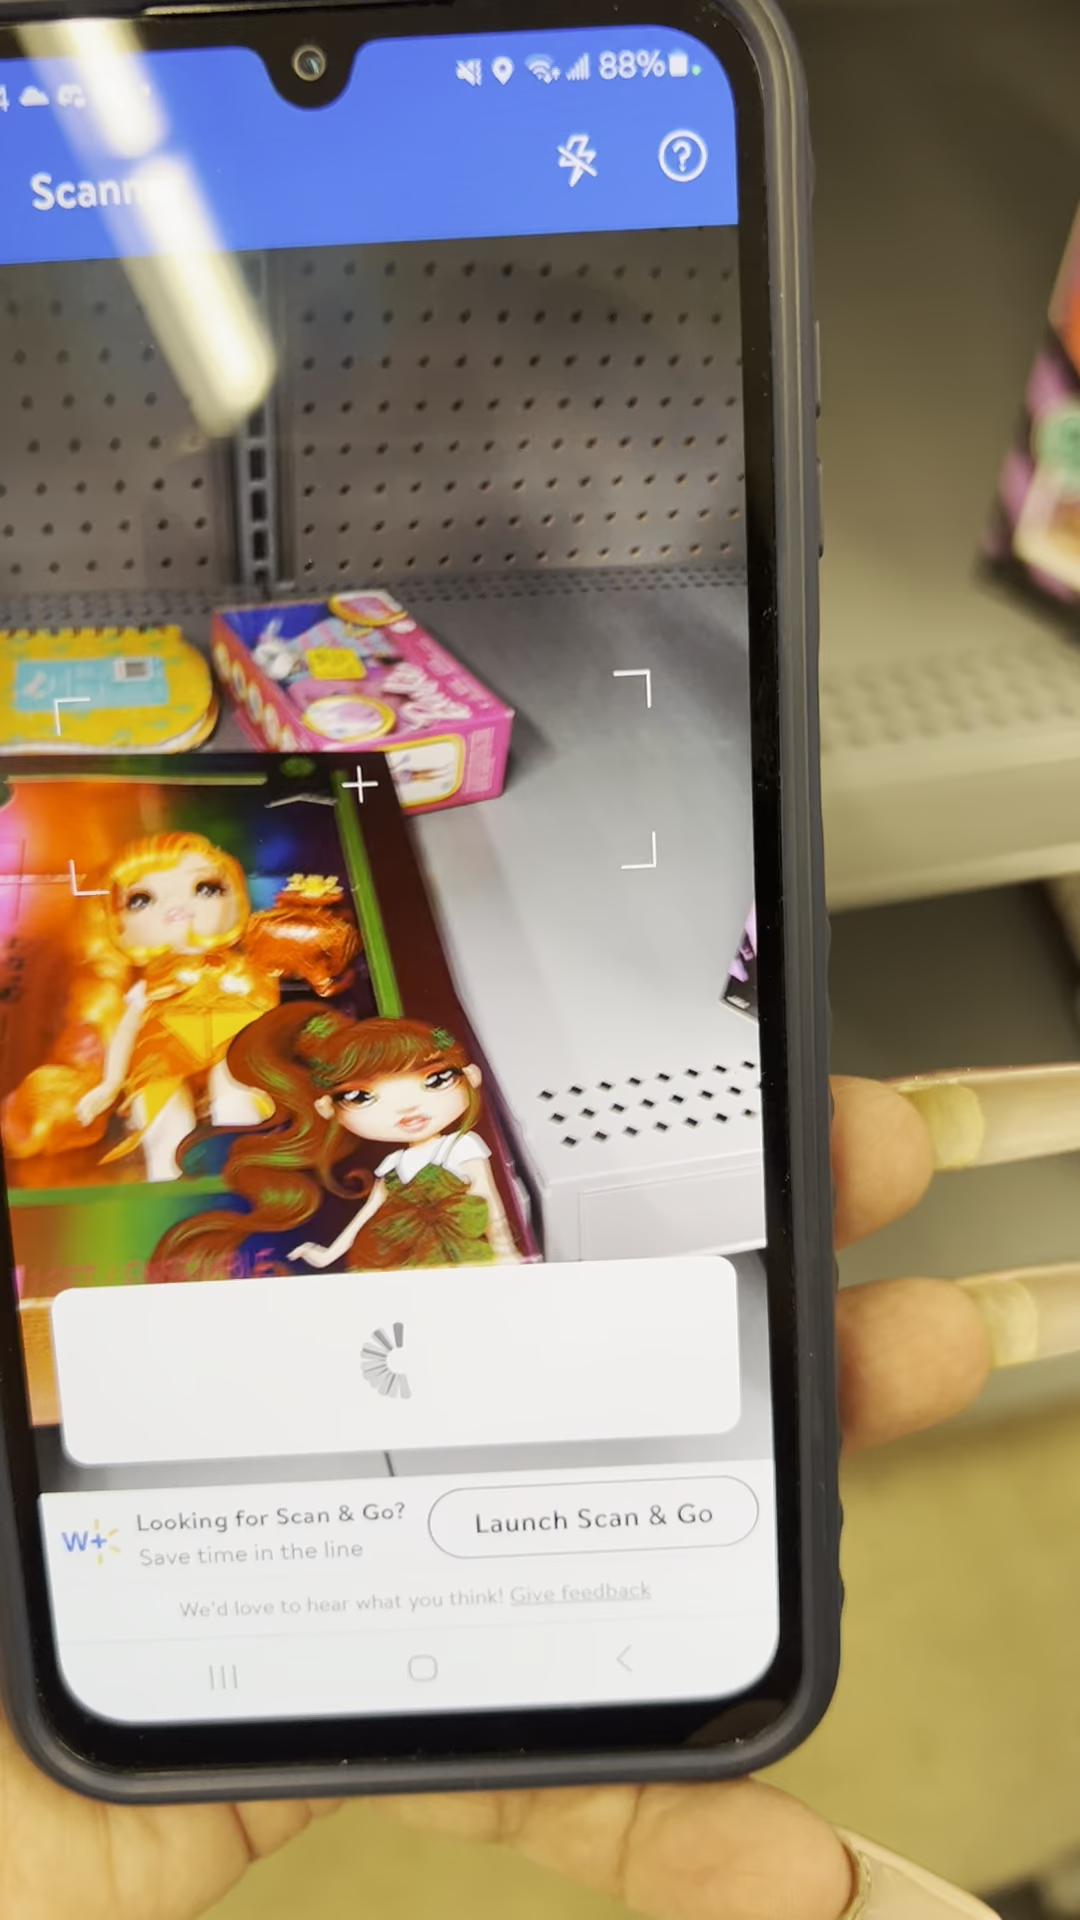 88%
Scann
W+
Looking for Scan & Go?
Save time in the line
Launch Scan & Go
We'd love to hear what you think! Give feedback